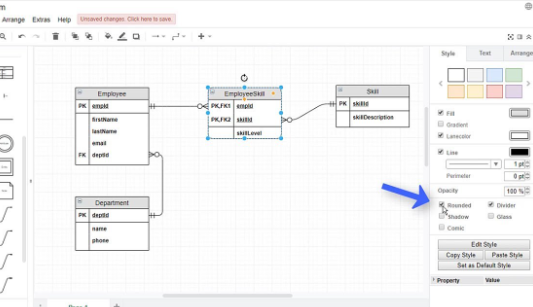 m
Arrange Extras Help Unsaved changes. Click here to save.
Style Text Arrange
Employee
PK empId
firstName
lastName
email
FK deptId
EmployeeSkill
PK,FK1 empId
PK,FK2 skillId
skillLevel
Skill
PK skillId
skillDescription
Department
PK deptId
name
phone
Fill
Gradient
Linecolor
Line
1 pt
Perimeter 0 pt
Opacity 100 %
Rounded Divider
Shadow Glass
Comic
Edit Style
Copy Style Paste Style
Set as Default Style
Property Value